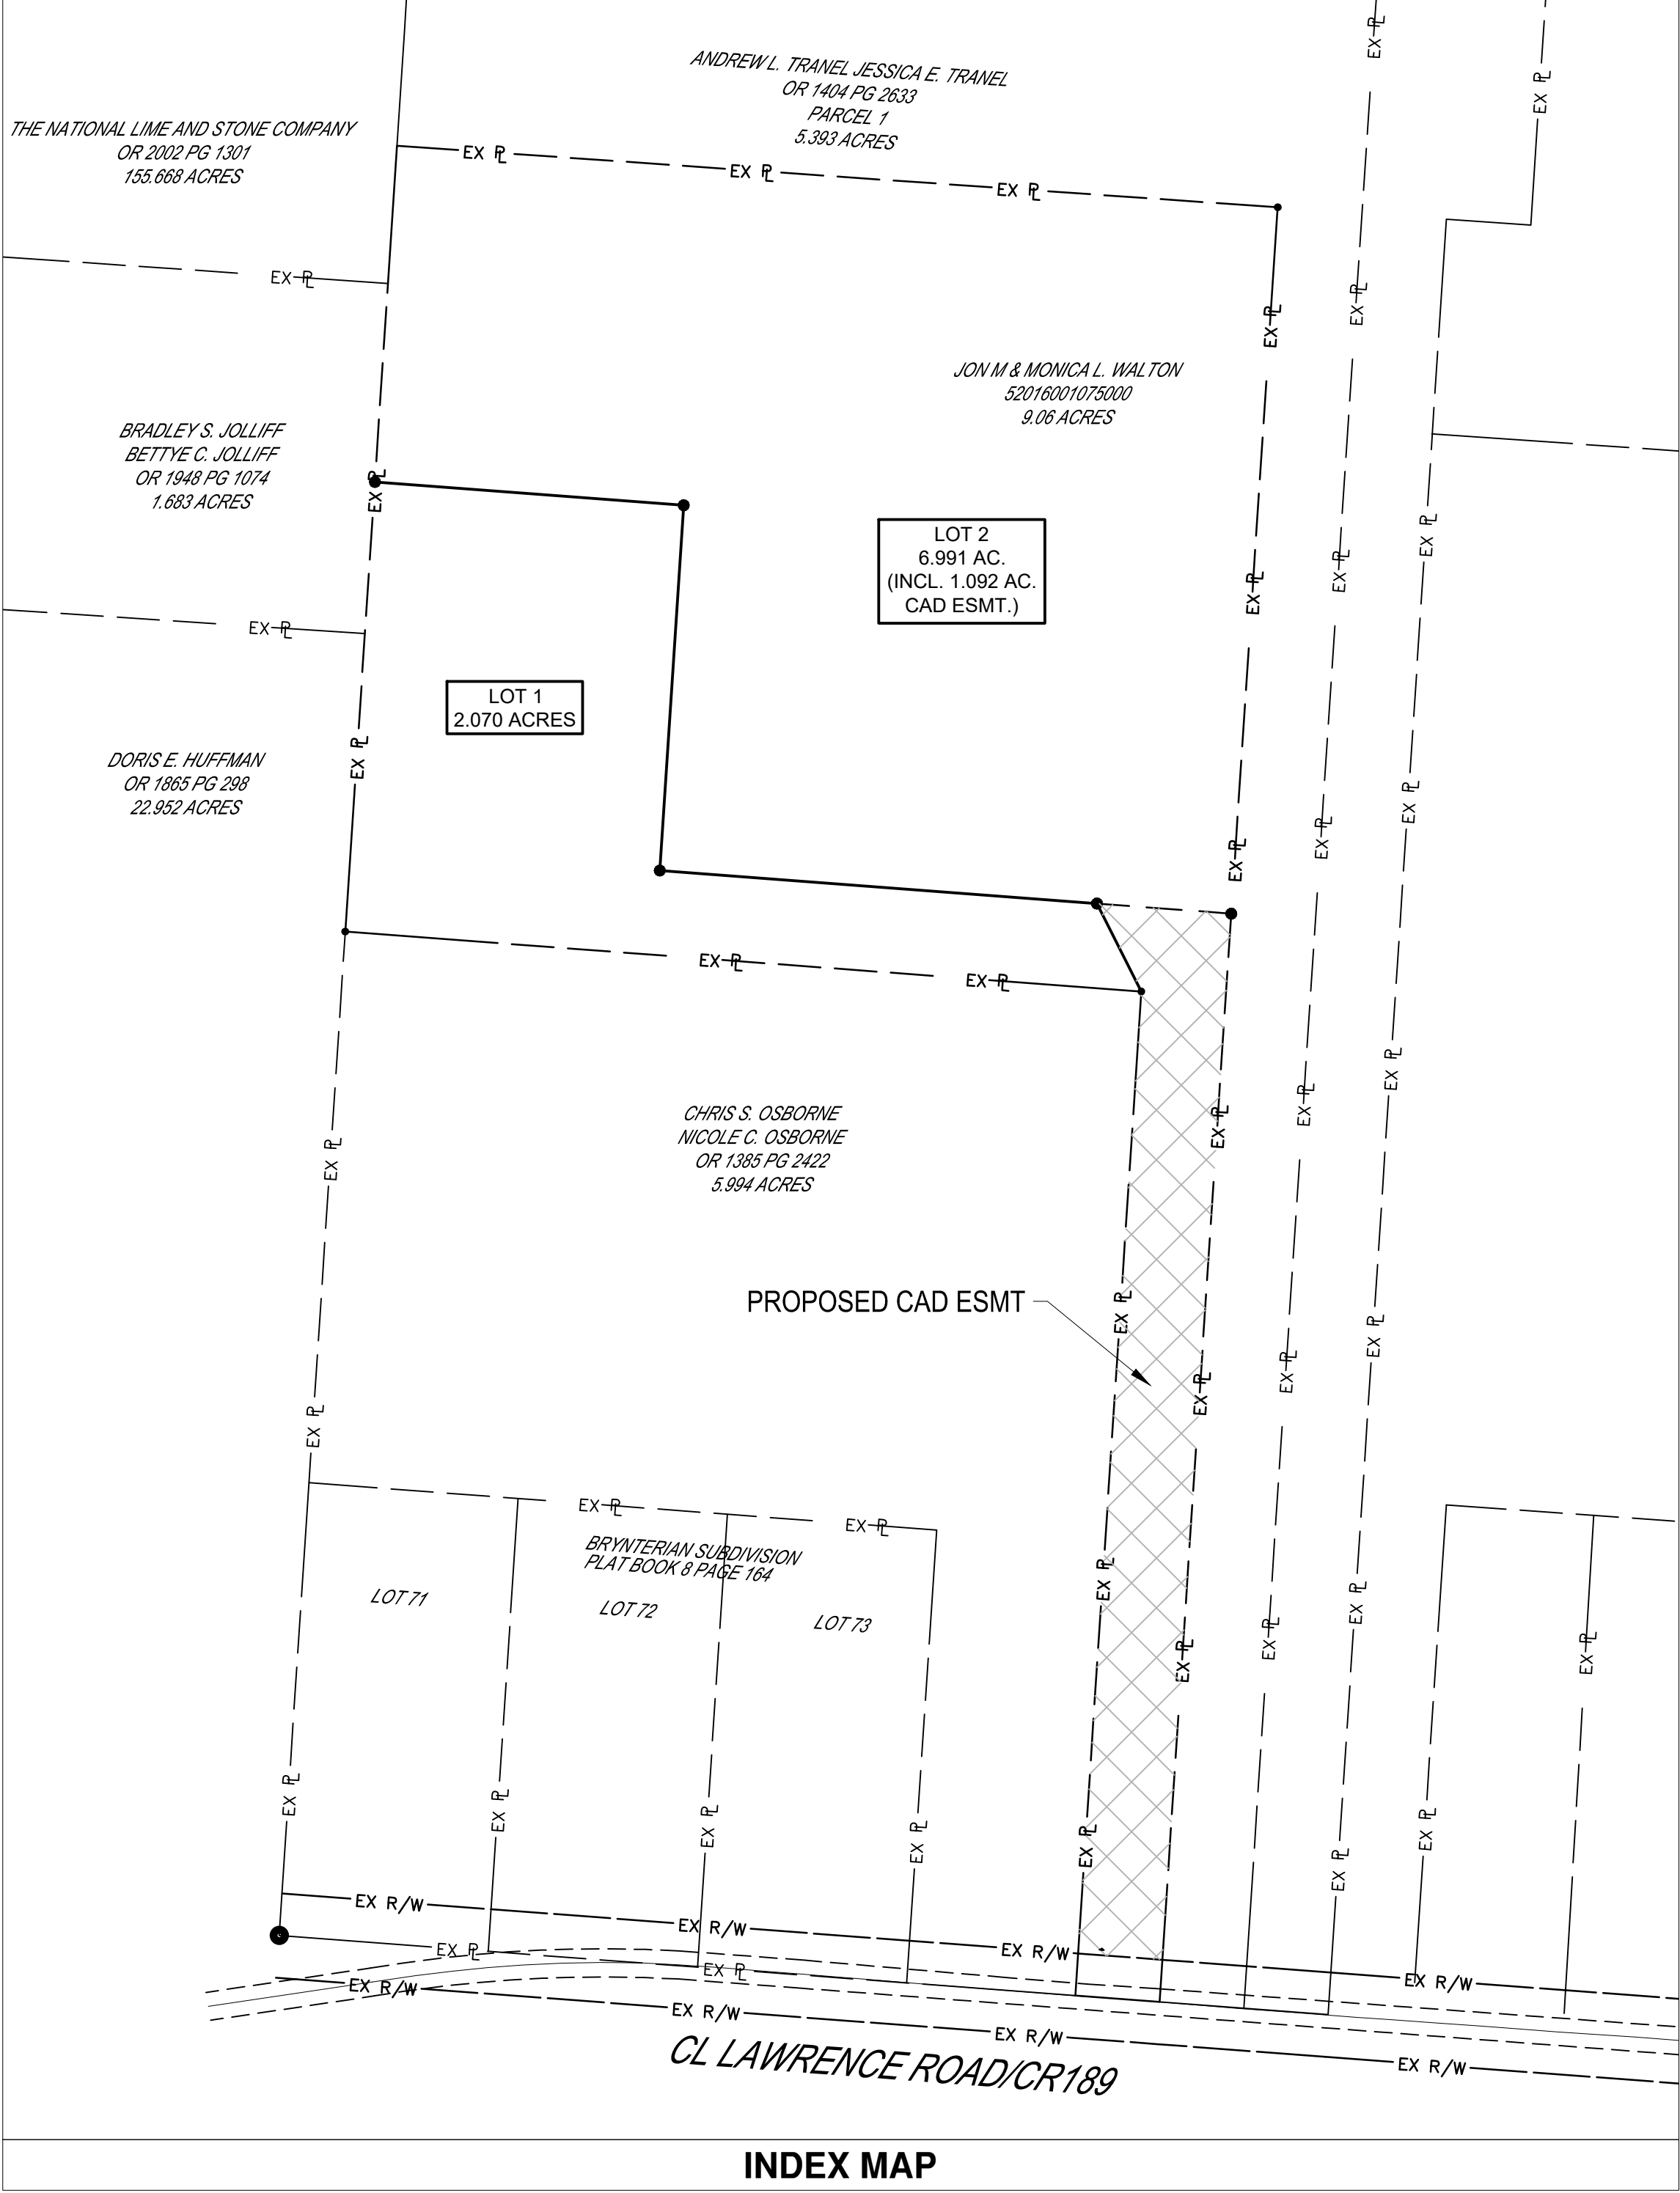 ANDREW L. TRANEL JESSICA E. TRANEL
OR 1404 PG 2633
PARCEL 1
5.393 ACRES
THE NATIONAL LIME AND STONE COMPANY
OR 2002 PG 1301
155.668 ACRES
EX PL
EX PL
EX PL
EX PL
EX PL
EX PL
EX PL
EX PL
JON M & MONICA L. WALTON
52016001075000
9.06 ACRES
BRADLEY S. JOLLIFF
BETTYE C. JOLLIFF
OR 1948 PG 1074
1.683 ACRES
EX PL
LOT 2
6.991 AC.
(INCL. 1.092 AC.
CAD ESMT.)
EX PL
EX PL
EX PL
EX PL
LOT 1
2.070 ACRES
DORIS E. HUFFMAN
OR 1865 PG 298
22.952 ACRES
EX PL
EX PL
EX PL
EX PL
EX PL
EX PL
CHRIS S. OSBORNE
NICOLE C. OSBORNE
OR 1385 PG 2422
5.994 ACRES
EX PL
EX PL
EX PL
EX PL
PROPOSED CAD ESMT
EX PL
EX PL
EX PL
EX PL
EX PL
EX PL
EX PL
BRYNTERIAN SUBDIVISION
PLAT BOOK 8 PAGE 164
LOT 71
LOT 72
LOT 73
EX PL
EX PL
EX PL
EX PL
EX PL
EX PL
EX PL
EX PL
EX PL
EX PL
EX PL
EX PL
EX R/W
EX R/W
EX R/W
EX R/W
EX PL
EX PL
EX R/W
EX R/W
EX R/W
EX R/W
CL LAWRENCE ROAD/CR189
INDEX MAP